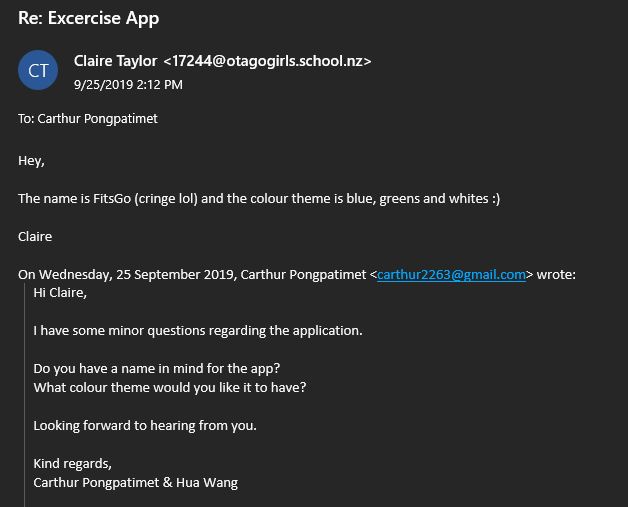 Re: Excercise App
CT
Claire Taylor <17244@otagogirls.school.nz>
9/25/2019 2:12 PM
To: Carthur Pongpatimet
Hey,
The name is FitsGo (cringe lol) and the colour theme is blue, greens and whites :)
Claire
On Wednesday, 25 September 2019, Carthur Pongpatimet <carthur2263@gmail.com> wrote:
Hi Claire,
I have some minor questions regarding the application.
Do you have a name in mind for the app?
What colour theme would you like it to have?
Looking forward to hearing from you.
Kind regards,
Carthur Pongpatimet & Hua Wang